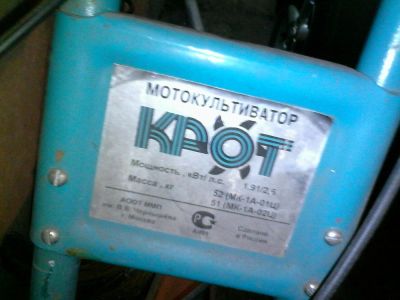 МОТОКУЛЬТИВАТОР
КРОТ
Мощность, кВт/л.с. 1,91/2,6
Масса, кг 52 (МК-1А-01Ц)
51 (МК-1А-02Ц)
АООТ ММП
им. В.В. Чернышёва
г. Москва
Сделано
в России